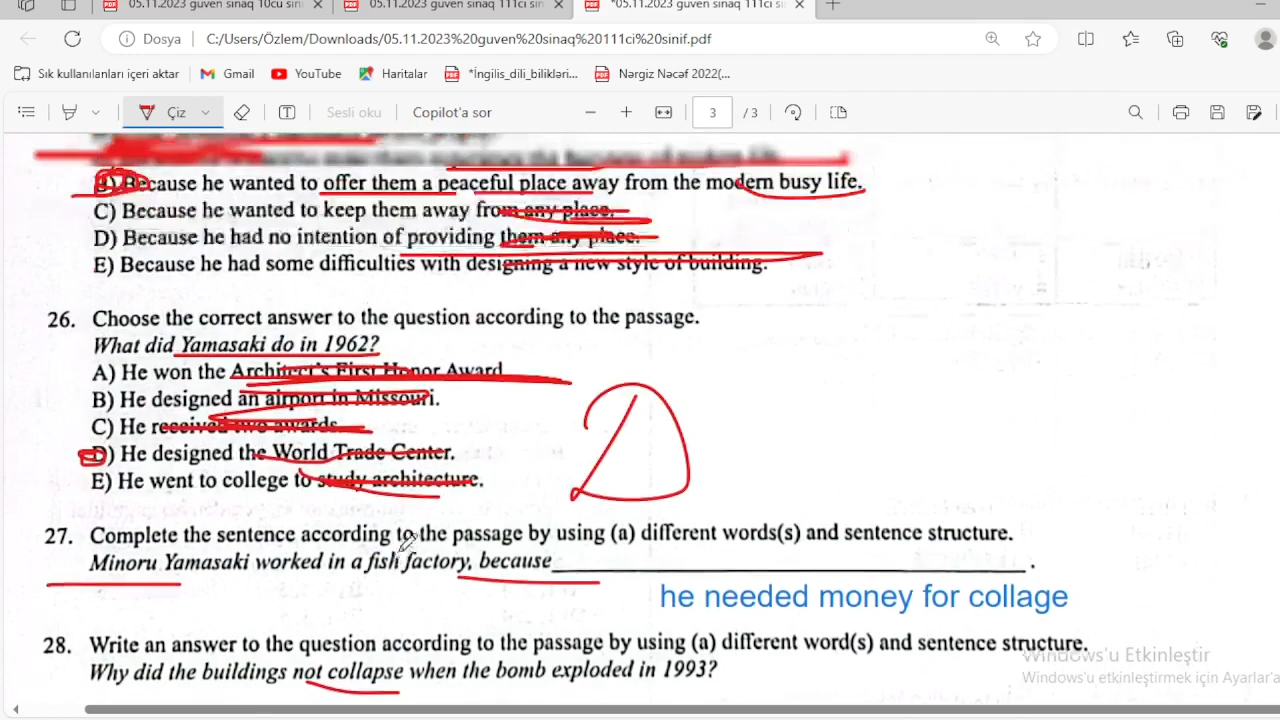 05.11.2023 guven sinaq 10cu sin
05.11.2023 guven sinaq 111ci sin
*05.11.2023 guven sinaq 111ci sin
Dosya
C:/Users/Özlem/Downloads/05.11.2023%20guven%20sinaq%20111ci%20sinif.pdf
Sık kullanılanları içeri aktar
Gmail
YouTube
Haritalar
*İngilis_dili_bilikləri...
Nərgiz Nəcəf 2022(...
Çiz
Sesli oku
Copilot'a sor
3 /3
Because he wanted to offer them a peaceful place away from the modern busy life.
C) Because he wanted to keep them away from any place.
D) Because he had no intention of providing them any place.
E) Because he had some difficulties with designing a new style of building.
26. Choose the correct answer to the question according to the passage.
What did Yamasaki do in 1962?
A) He won the Architect's First Honor Award
B) He designed an airport in Missouri.
C) He received two awards.
D) He designed the World Trade Center.
E) He went to college to study architecture.
D
27. Complete the sentence according to the passage by using (a) different words(s) and sentence structure.
Minoru Yamasaki worked in a fish factory, because____________.
he needed money for collage
28. Write an answer to the question according to the passage by using (a) different word(s) and sentence structure.
Why did the buildings not collapse when the bomb exploded in 1993?
Windows'u Etkinleştir
Windows'u etkinleştirmek için Ayarlar'a